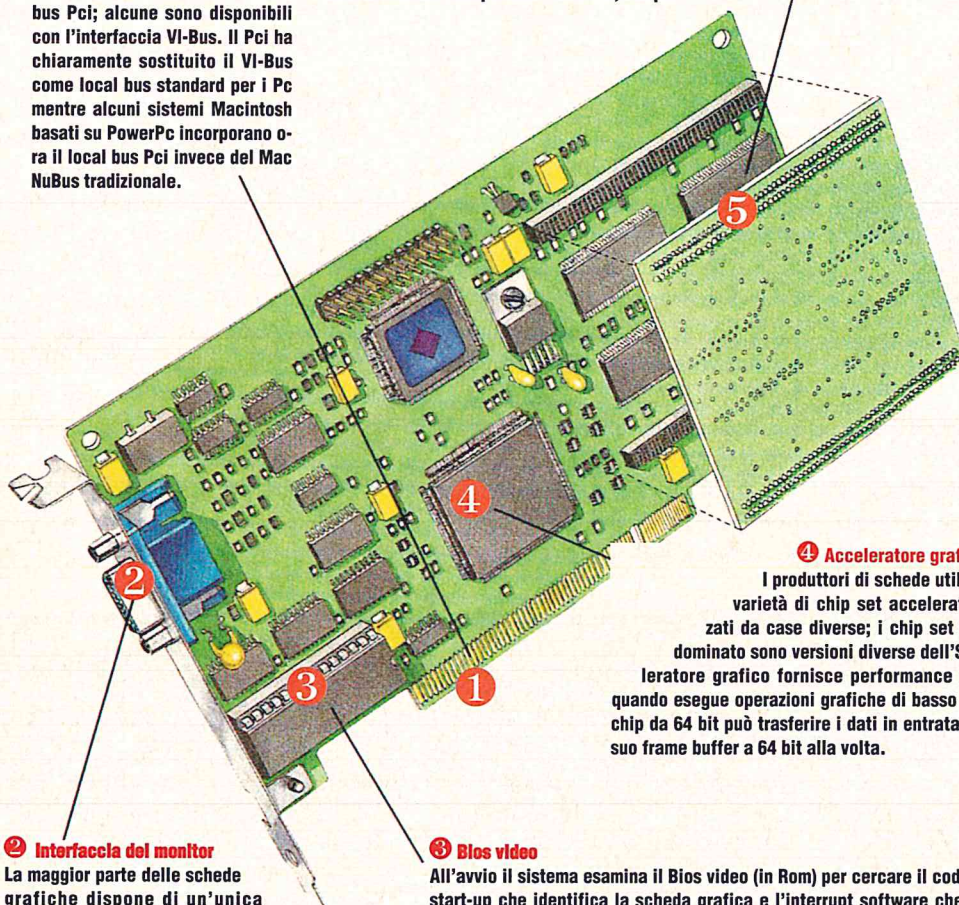 bus Pci; alcune sono disponibili
con l'interfaccia Vl-Bus. Il Pci ha
chiaramente sostituito il Vl-Bus
come local bus standard per i Pc
mentre alcuni sistemi Macintosh
basati su PowerPc incorporano o-
ra il local bus Pci invece del Mac
NuBus tradizionale.
5
4
2
3
1
4 Acceleratore graf
I produttori di schede util
varietà di chip set accelerat
zati da case diverse; i chip set
dominato sono versioni diverse dell'S
leratore grafico fornisce performance
quando esegue operazioni grafiche di basso
chip da 64 bit può trasferire i dati in entrata
suo frame buffer a 64 bit alla volta.
2 Interfaccia del monitor
La maggior parte delle schede
grafiche dispone di un'unica
3 Bios video
All'avvio il sistema esamina il Bios video (in Rom) per cercare il cod
start-up che identifica la scheda grafica e l'interrupt software che